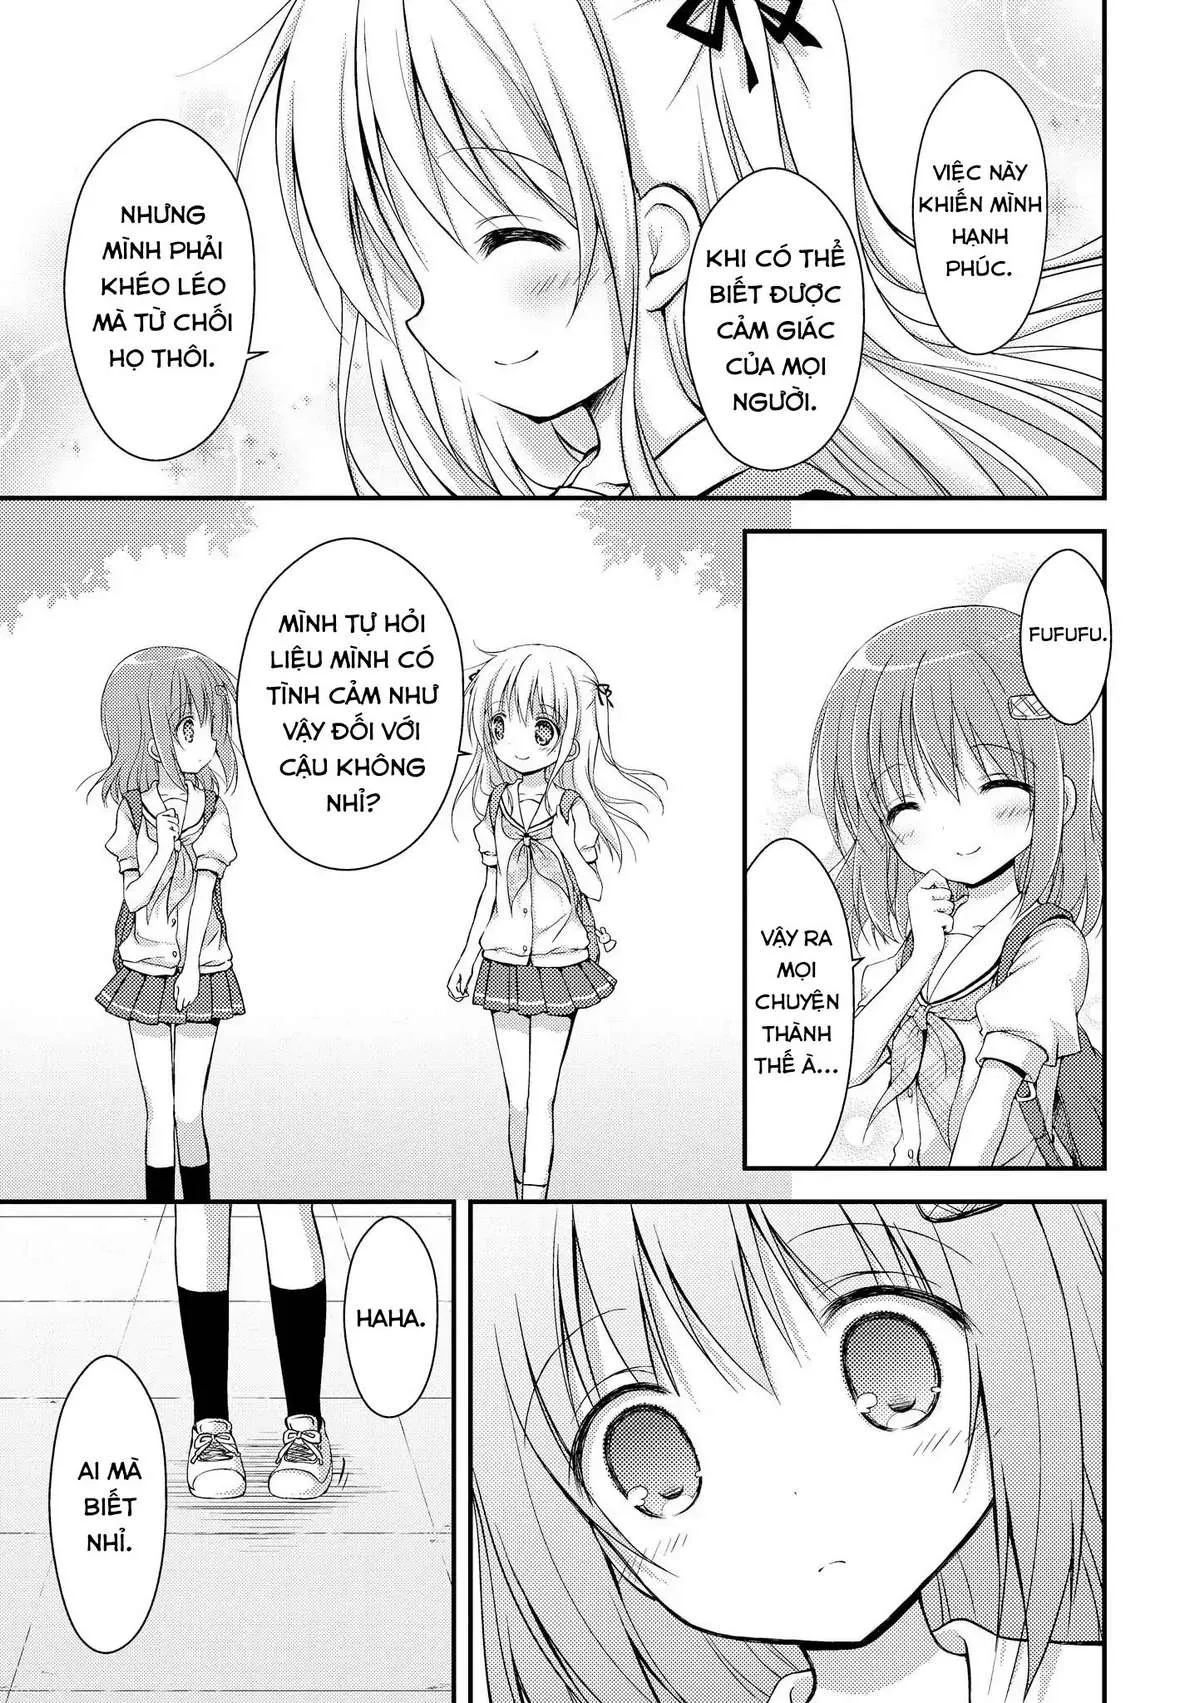 VIỆC NÀY
KHIẾN MÌNH
HẠNH
PHÚC.
KHI CÓ THỂ
BIẾT ĐƯỢC
CẢM GIÁC
CỦA MỌI
NGƯỜI.
NHƯNG
MÌNH PHẢI
KHÉO LÉO
MÀ TỪ CHỐI
HỌ THÔI.
FUFUFU.
VẬY RA
MỌI
CHUYỆN
THÀNH
THẾ À...
MÌNH TỰ HỎI
LIỆU MÌNH CÓ
TÌNH CẢM NHƯ
VẬY ĐỐI VỚI
CẬU KHÔNG
NHỈ?
HAHA.
AI MÀ
BIẾT
NHỈ.